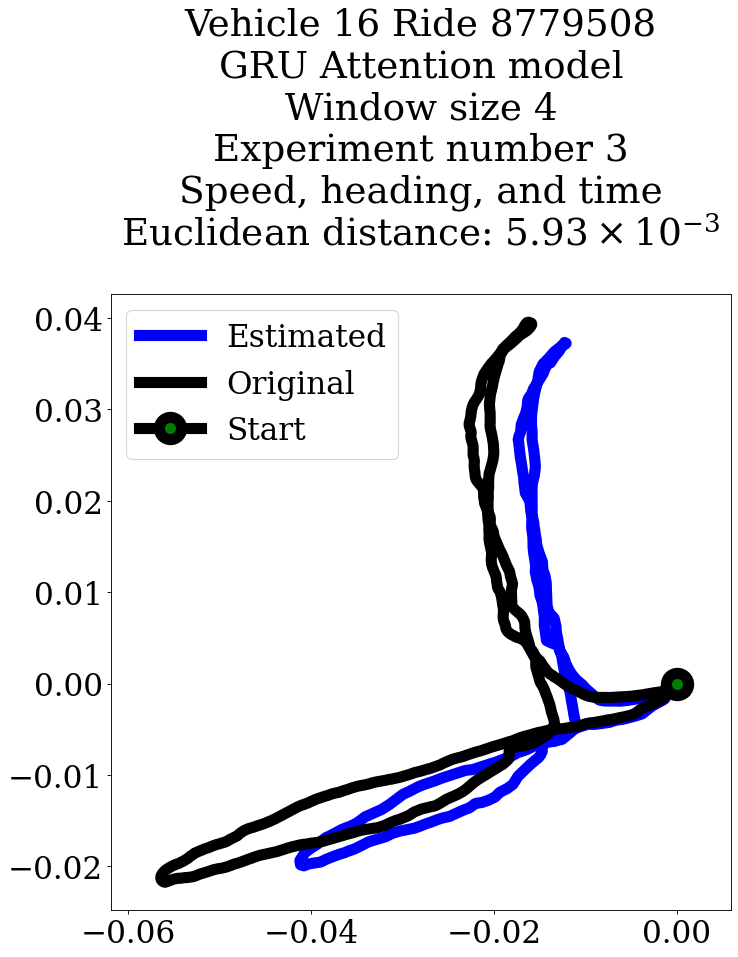 Vehicle 16 Ride 8779508
GRU Attention model
Window size 4
Experiment number 3
Speed, heading, and time
Euclidean distance: 5.93 × 10⁻³
0.04
0.03
0.02
0.01
0.00
−0.01
−0.02
Estimated
Original
Start
−0.06
−0.04
−0.02
0.00